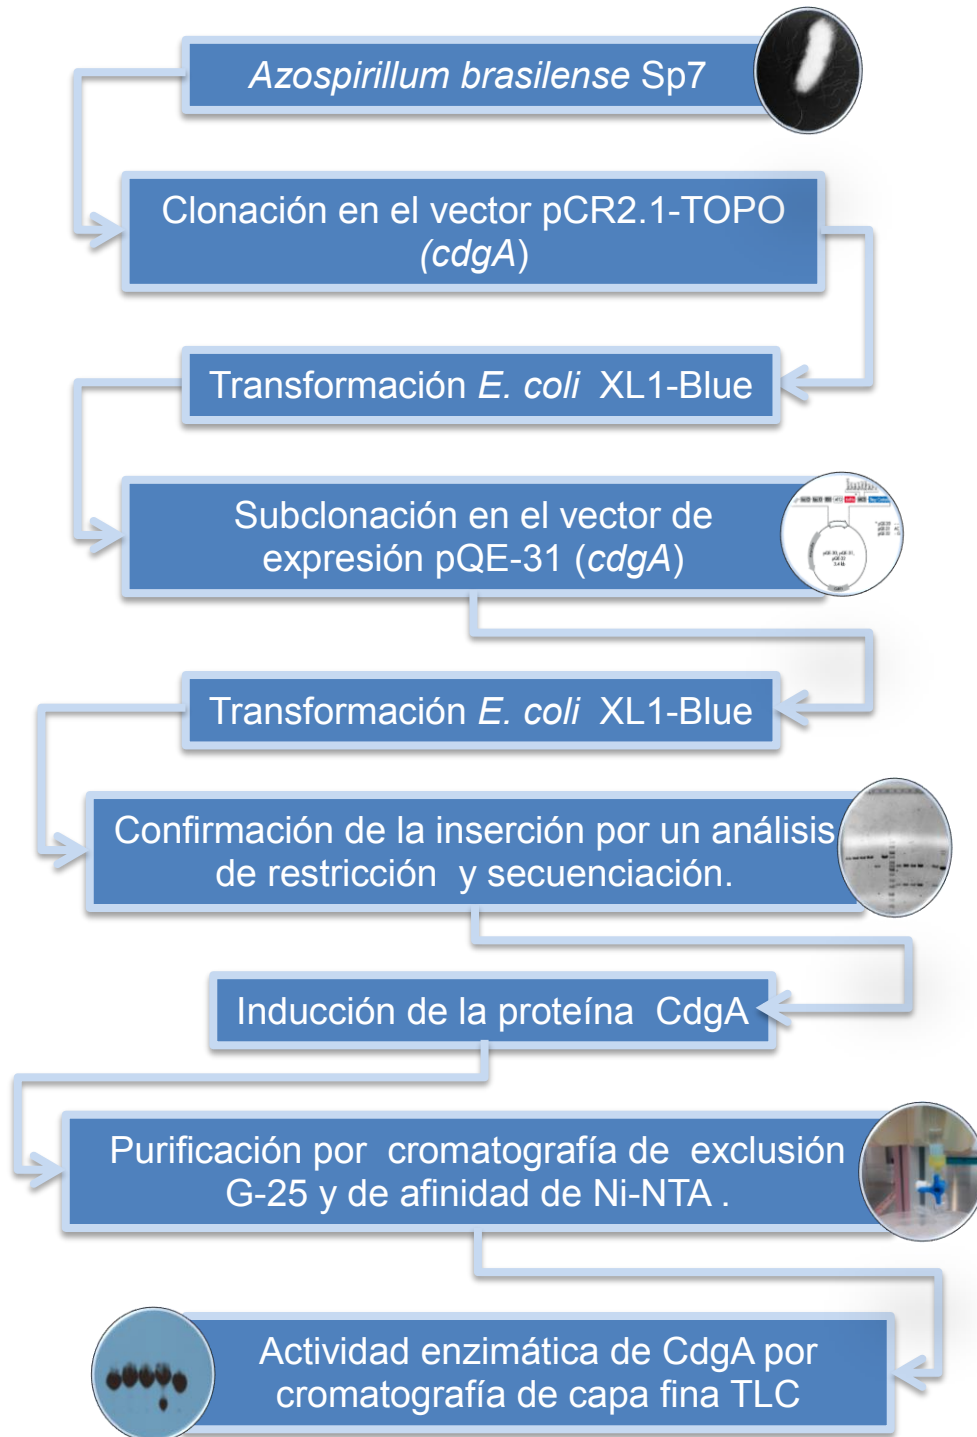 Azospirillum brasilense Sp7
Clonación en el vector pCR2.1-TOPO
(cdgA)
Transformación E. coli XL1-Blue
Subclonación en el vector de
expresión pQE-31 (cdgA)
Transformación E. coli XL1-Blue
Confirmación de la inserción por un análisis
de restricción y secuenciación.
Inducción de la proteína CdgA
Purificación por cromatografía de exclusión
G-25 y de afinidad de Ni-NTA .
Actividad enzimática de CdgA por
cromatografía de capa fina TLC